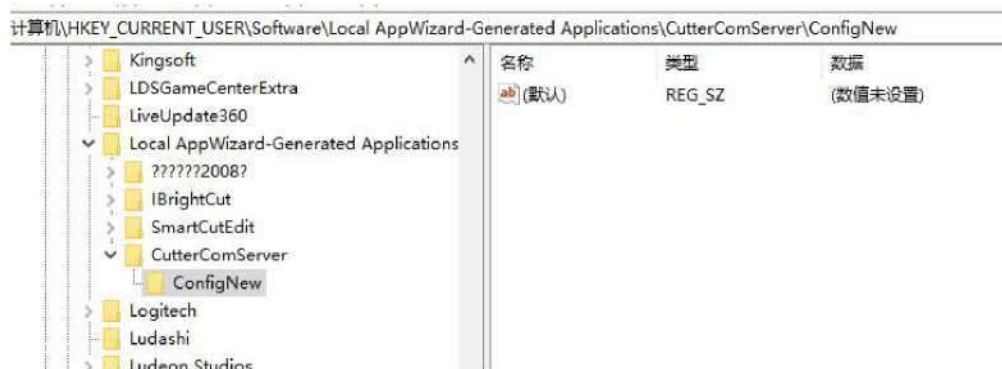 计算机\HKEY_CURRENT_USER\Software\Local AppWizard-Generated Applications\CutterComServer\ConfigNew
Kingsoft
LDSGameCenterExtra
LiveUpdate360
Local AppWizard-Generated Applications
??????2008?
IBrightCut
SmartCutEdit
CutterComServer
ConfigNew
Logitech
Ludashi
Ludeon Studios
名称 类型 数据
ab (默认) REG_SZ (数值未设置)